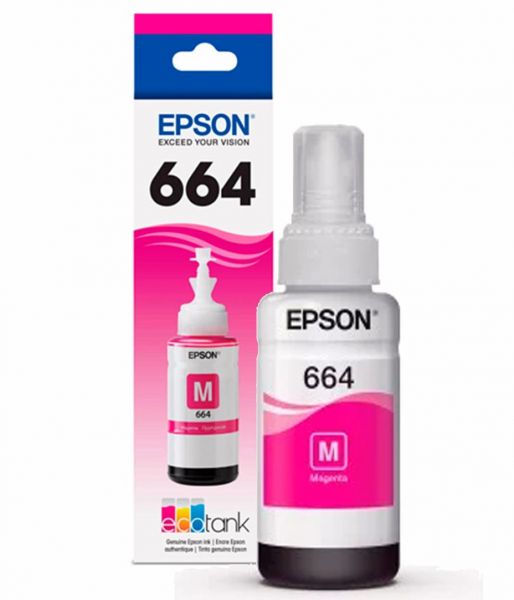 EPSON®
EXCEED YOUR VISION
664
EPSON®
M
664
Magenta
ecotank
Genuine Epson ink | Encre Epson
authentique | Tinta genuina Epson
EPSON®
664
M
Magenta